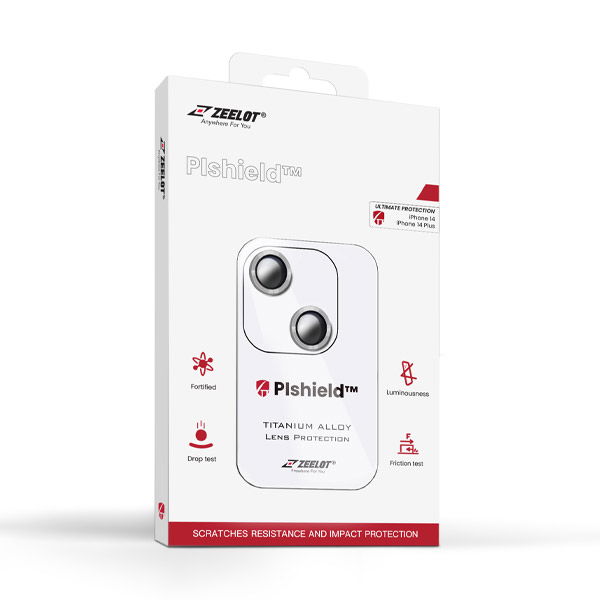 ZEELOT®
Anywhere For You
PIshield™
ULTIMATE PROTECTION
iPhone 14
iPhone 14 Plus
Fortified
Luminousness
PIshield™
TITANIUM ALLOY
LENS PROTECTION
Drop test
F
Friction test
ZEELOT®
Anywhere For You
SCRATCHES RESISTANCE AND IMPACT PROTECTION
ZEELOT®